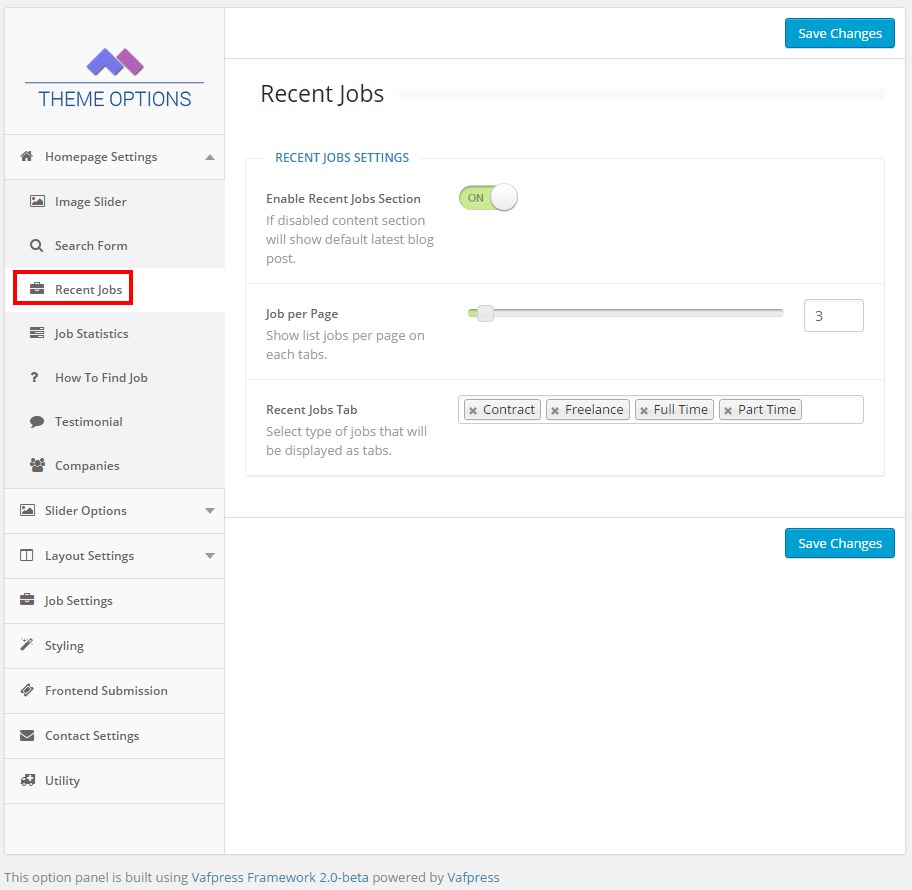 Save Changes
THEME OPTIONS
Homepage Settings
Image Slider
Search Form
Recent Jobs
Job Statistics
How To Find Job
Testimonial
Companies
Slider Options
Layout Settings
Job Settings
Styling
Frontend Submission
Contact Settings
Utility
Recent Jobs
RECENT JOBS SETTINGS
Enable Recent Jobs Section
If disabled content section
will show default latest blog
post.
ON
Job per Page
Show list jobs per page on
each tabs.
3
Recent Jobs Tab
Select type of jobs that will
be displayed as tabs.
× Contract × Freelance × Full Time × Part Time
Save Changes
This option panel is built using Vafpress Framework 2.0-beta powered by Vafpress